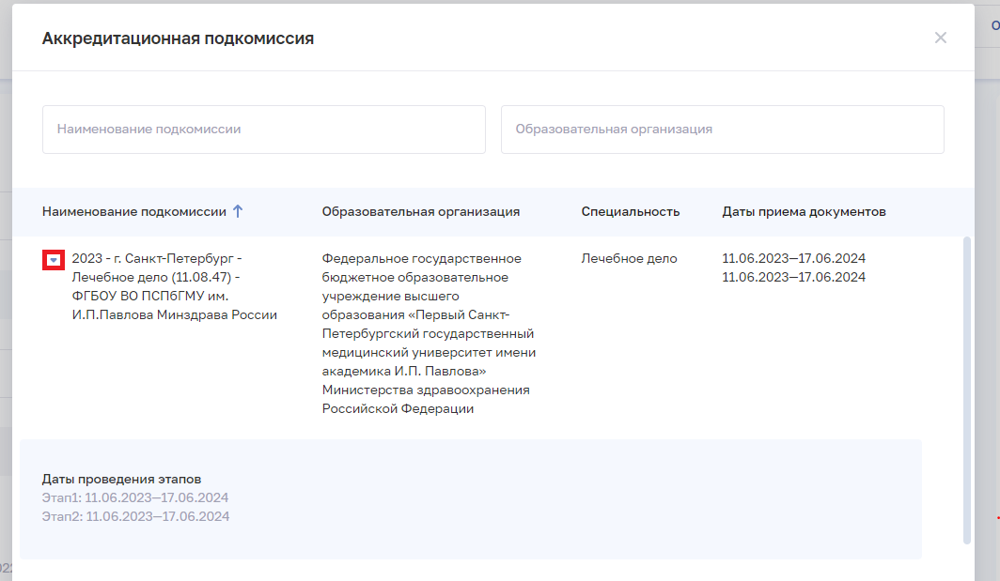 Аккредитационная подкомиссия
Наименование подкомиссии
Образовательная организация
Наименование подкомиссии
Образовательная организация
Специальность
Даты приема документов
2023 - г. Санкт-Петербург -
Лечебное дело (11.08.47) -
ФГБОУ ВО ПСПбГМУ им.
И.П.Павлова Минздрава России
Федеральное государственное
бюджетное образовательное
учреждение высшего
образования «Первый Санкт-
Петербургский государственный
медицинский университет имени
академика И.П. Павлова»
Министерства здравоохранения
Российской Федерации
Лечебное дело
11.06.2023—17.06.2024
11.06.2023—17.06.2024
Даты проведения этапов
Этап1: 11.06.2023—17.06.2024
Этап2: 11.06.2023—17.06.2024